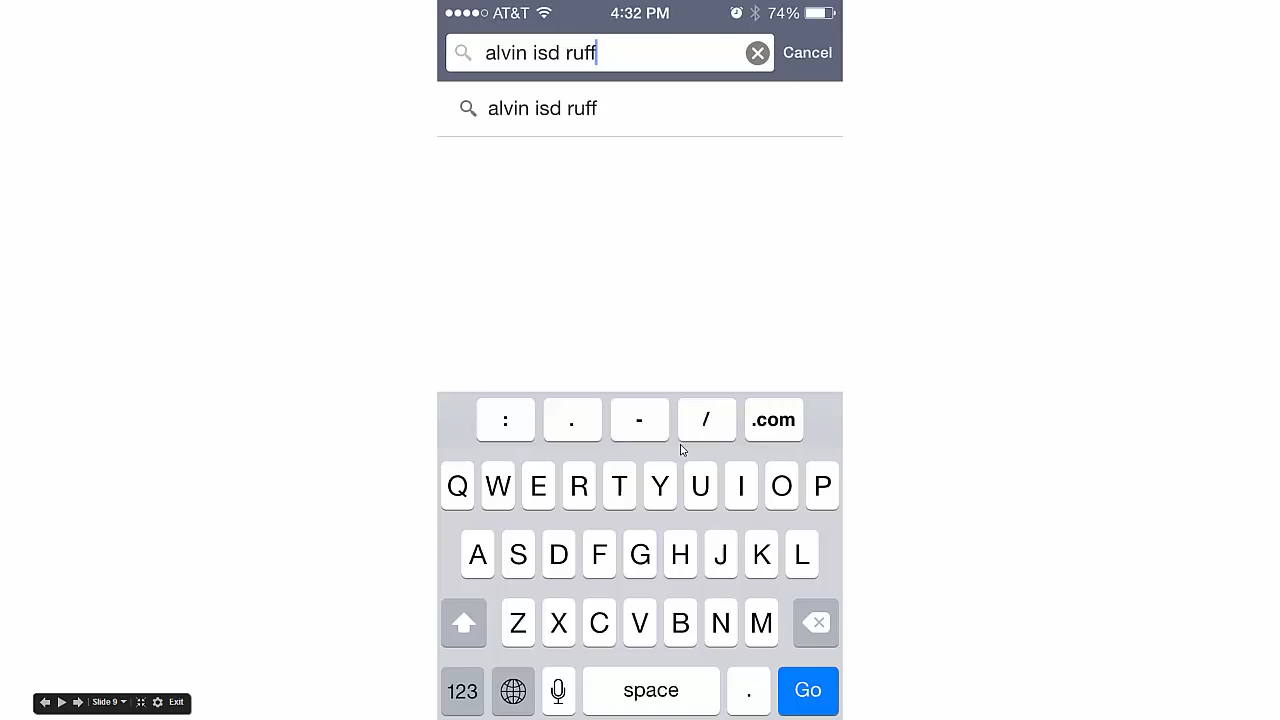 AT&T 4:32 PM 74%
alvin isd ruff Cancel
alvin isd ruff
: . - / .com
Q W E R T Y U I O P
A S D F G H J K L
Z X C V B N M
123 space . Go
Slide 9 Exit